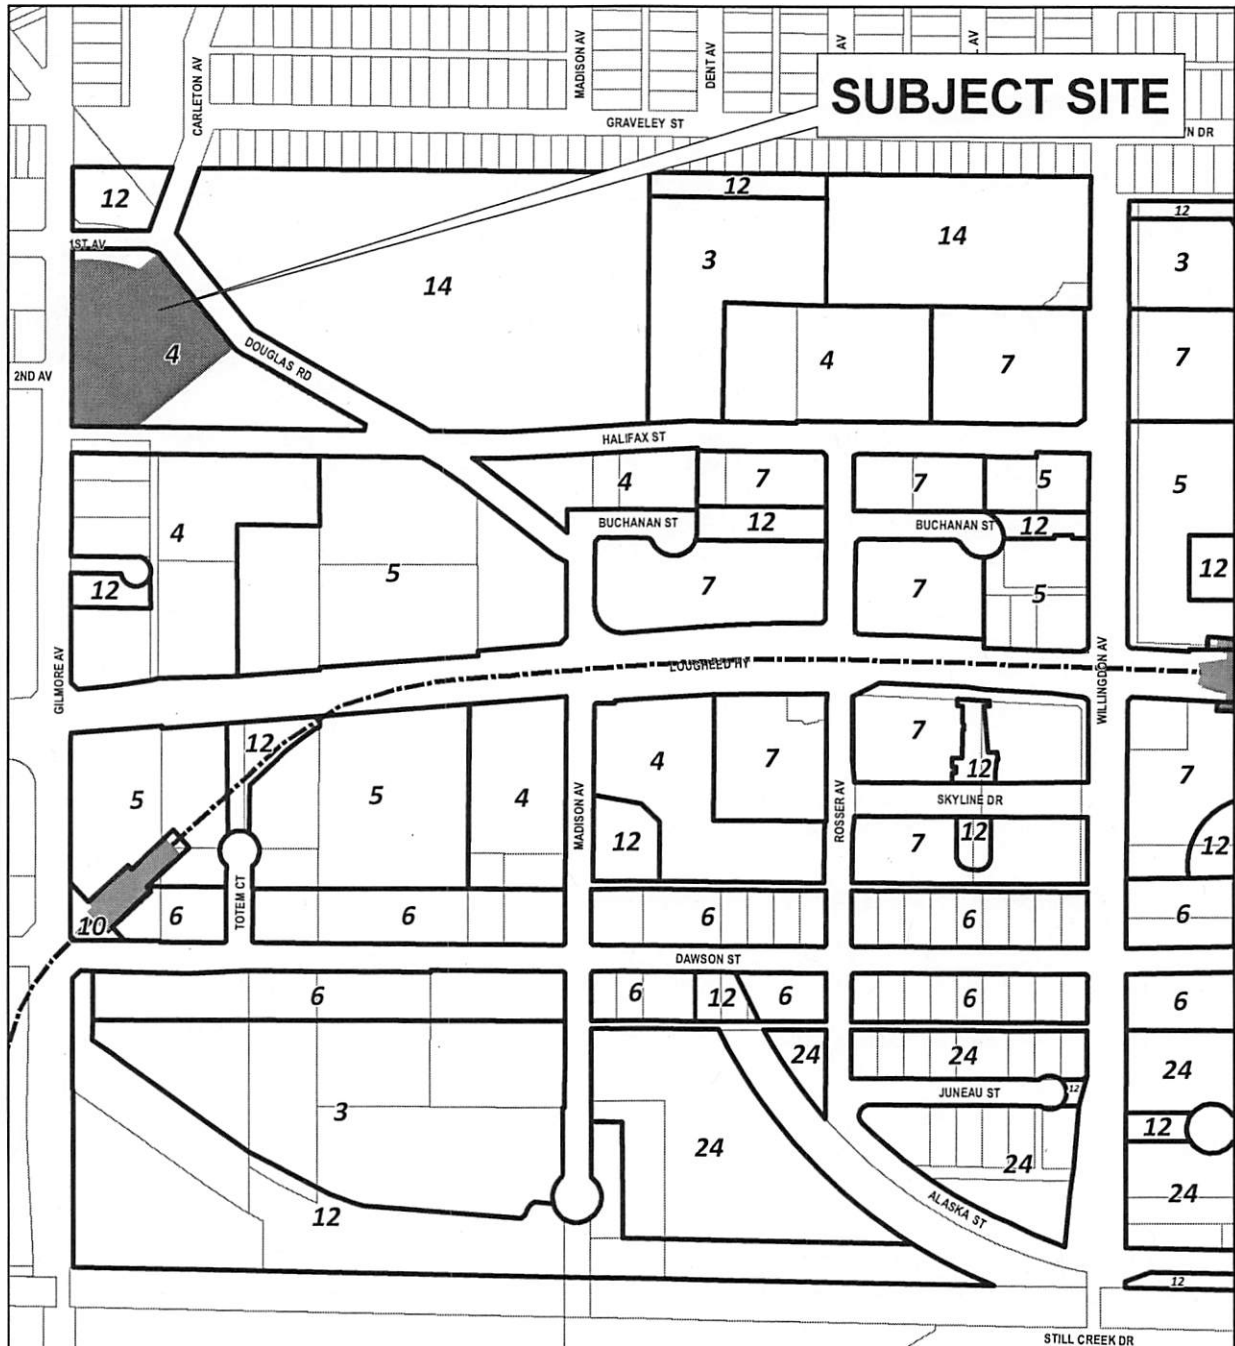 CARLETON AV
MADISON AV
DENT AV
AV
L AV
SUBJECT SITE
GRAVELEY ST
WN DR
12
12
12
1ST AV
14
3
14
3
4
4
7
7
2ND AV
DOUGLAS RD
HALIFAX ST
4
7
7
5
5
4
BUCHANAN ST
12
BUCHANAN ST
12
12
5
12
7
7
5
GILMORE AV
LOUGHEED HY
WILLINGDON AV
12
7
5
5
4
4
7
12
7
SKYLINE DR
MADISON AV
12
ROSSER AV
7
12
12
TOTEM CT
10
6
6
6
6
6
DAWSON ST
6
6
12
6
6
6
24
24
24
JUNEAU ST
12
3
12
24
24
24
12
ALASKA ST
12
STILL CREEK DR